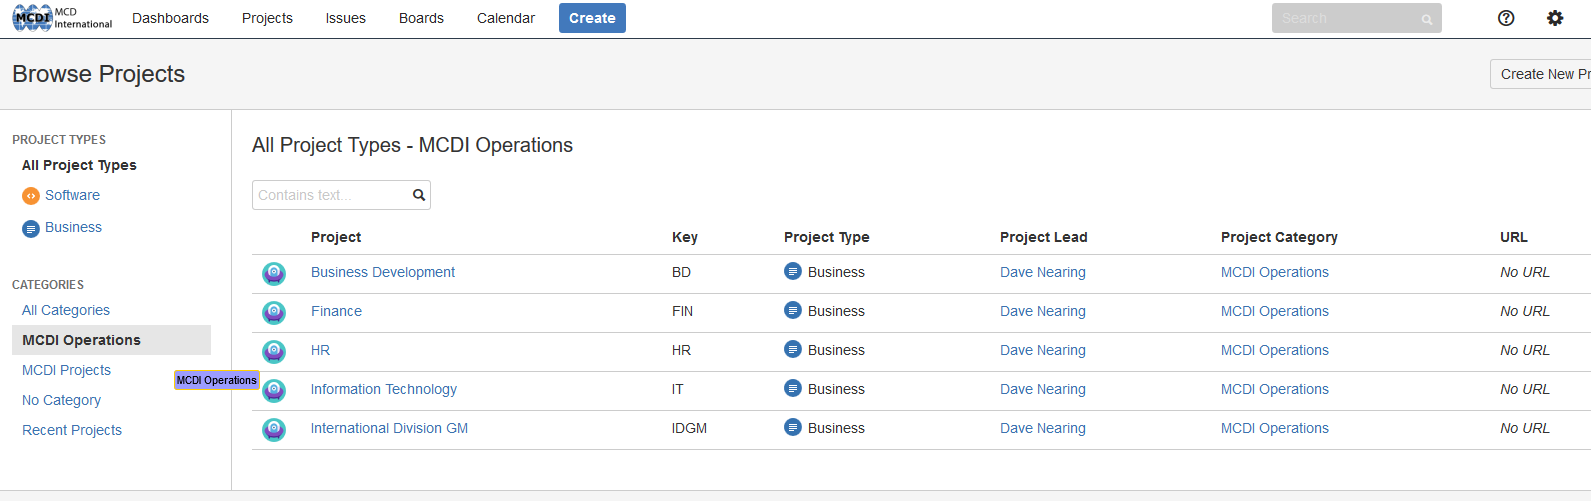 MCDI MCD International Dashboards Projects Issues Boards Calendar Create Search
Browse Projects Create New Pr
PROJECT TYPES
All Project Types
Software
Business
CATEGORIES
All Categories
MCDI Operations
MCDI Projects
No Category
Recent Projects
MCDI Operations
All Project Types - MCDI Operations
Contains text...
Project Key Project Type Project Lead Project Category URL
Business Development BD Business Dave Nearing MCDI Operations No URL
Finance FIN Business Dave Nearing MCDI Operations No URL
HR HR Business Dave Nearing MCDI Operations No URL
Information Technology IT Business Dave Nearing MCDI Operations No URL
International Division GM IDGM Business Dave Nearing MCDI Operations No URL